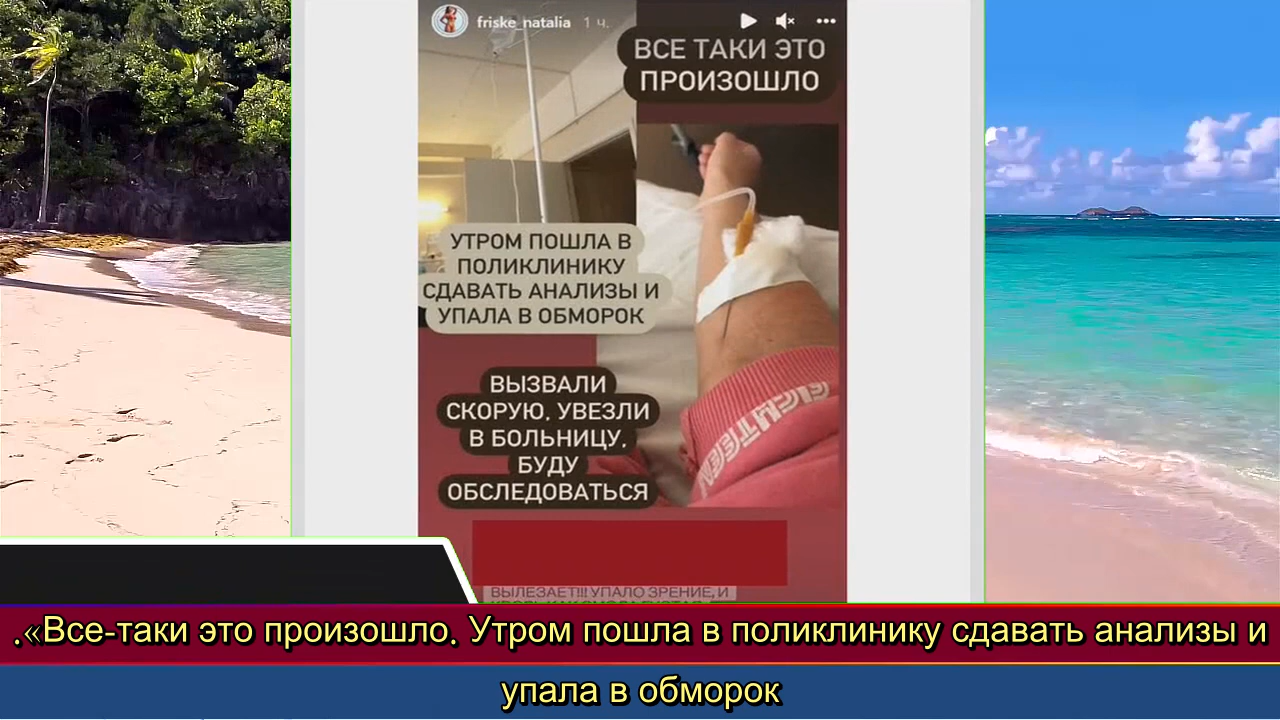 friske_natalia 1 ч.
ВСЕ ТАКИ ЭТО
ПРОИЗОШЛО
УТРОМ ПОШЛА В
ПОЛИКЛИНИКУ
СДАВАТЬ АНАЛИЗЫ И
УПАЛА В ОБМОРОК
ВЫЗВАЛИ
СКОРУЮ. УВЕЗЛИ
В БОЛЬНИЦУ.
БУДУ
ОБСЛЕДОВАТЬСЯ
ВЫЛЕЗАЕТ!!! УПАЛО ЗРЕНИЕ, И
.«Все-таки это произошло. Утром пошла в поликлинику сдавать анализы и
упала в обморок